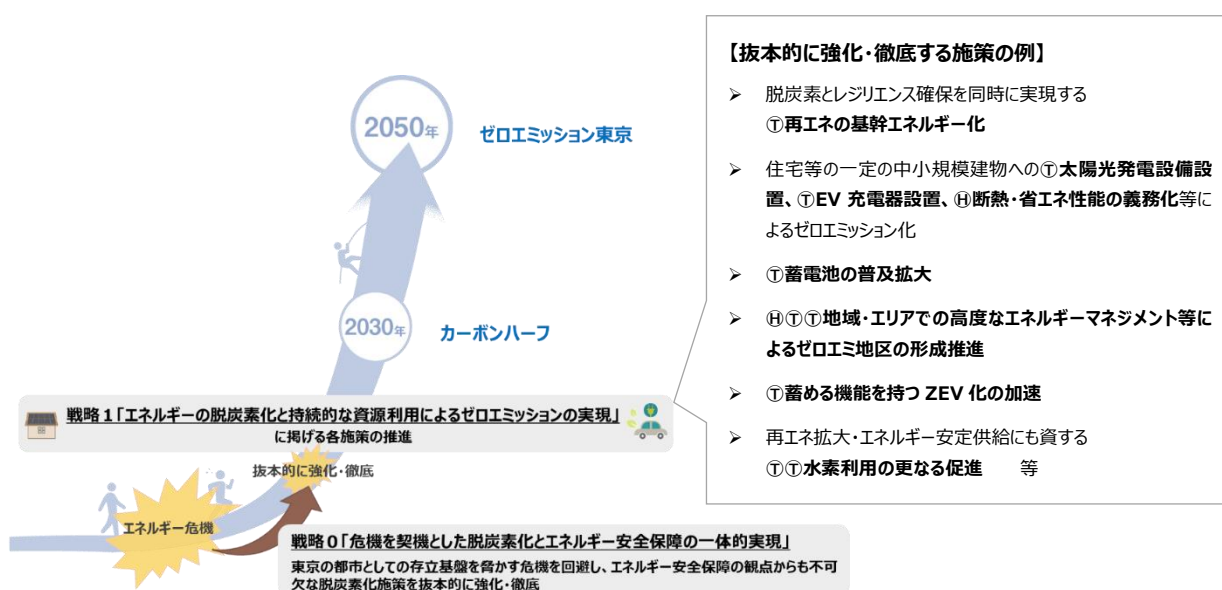 2050年
ゼロエミッション東京
2030年
カーボンハーフ
戦略1「エネルギーの脱炭素化と持続的な資源利用によるゼロエミッションの実現」
に掲げる各施策の推進
抜本的に強化・徹底
エネルギー危機
戦略0「危機を契機とした脱炭素化とエネルギー安全保障の一体的実現」
東京の都市としての存立基盤を脅かす危機を回避し、エネルギー安全保障の観点からも不可
欠な脱炭素化施策を抜本的に強化・徹底
【抜本的に強化・徹底する施策の例】
➢ 脱炭素とレジリエンス確保を同時に実現する
Ⓣ再エネの基幹エネルギー化
➢ 住宅等の一定の中小規模建物へのⓉ太陽光発電設備設
置、ⓉEV 充電器設置、Ⓗ断熱・省エネ性能の義務化等に
よるゼロエミッション化
➢ Ⓣ蓄電池の普及拡大
➢ ⒽⓉⓉ地域・エリアでの高度なエネルギーマネジメント等に
よるゼロエミ地区の形成推進
➢ Ⓣ蓄める機能を持つ ZEV 化の加速
➢ 再エネ拡大・エネルギー安定供給にも資する
ⓉⓉ水素利用の更なる促進 等